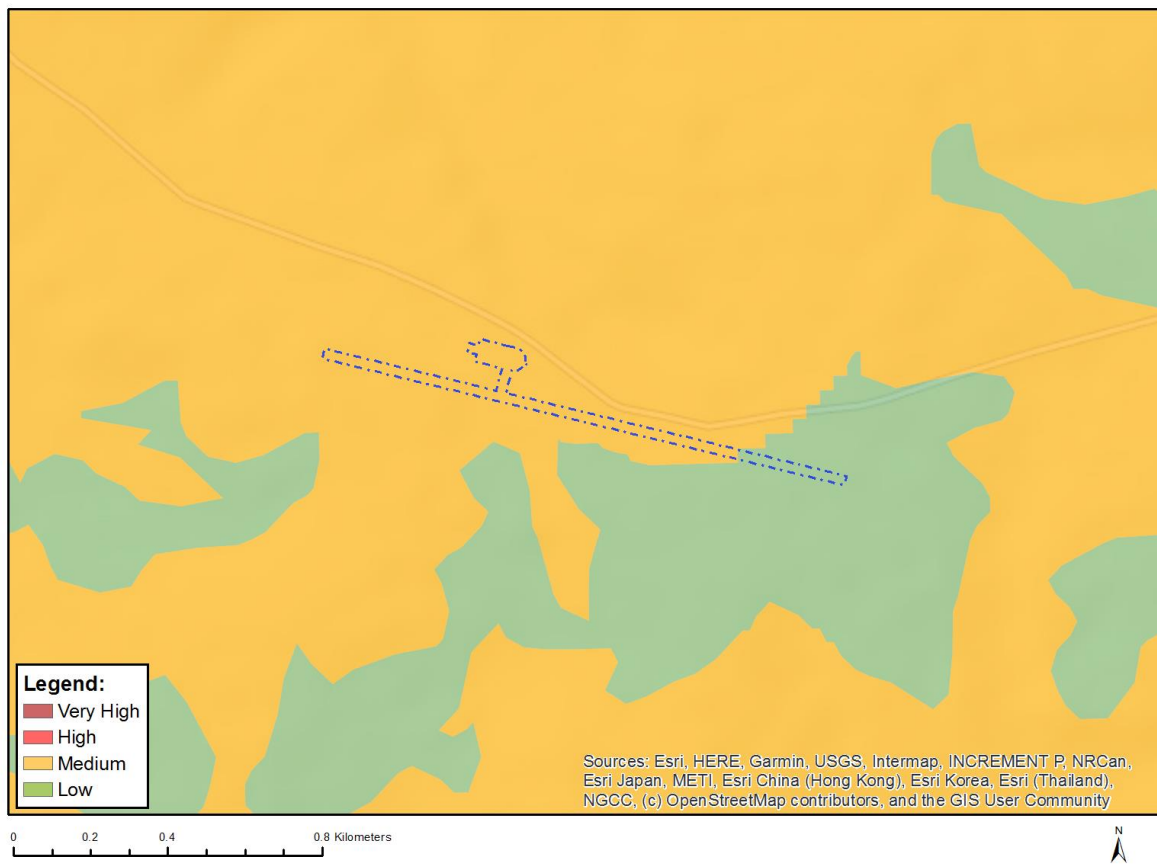 Legend:
Very High
High
Medium
Low
Sources: Esri, HERE, Garmin, USGS, Intermap, INCREMENT P, NRCan,
Esri Japan, METI, Esri China (Hong Kong), Esri Korea, Esri (Thailand),
NGCC, (c) OpenStreetMap contributors, and the GIS User Community
0 0.2 0.4 0.8 Kilometers
N